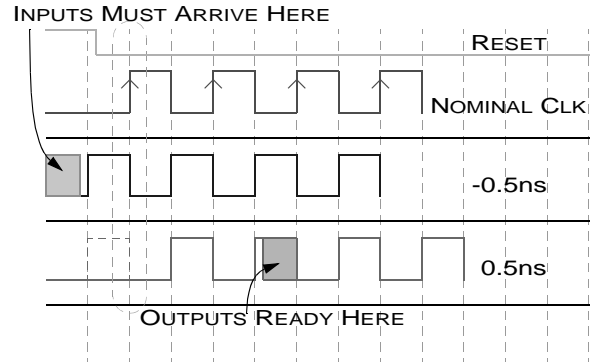 INPUTS MUST ARRIVE HERE
RESET
NOMINAL CLK
-0.5ns
0.5ns
OUTPUTS READY HERE